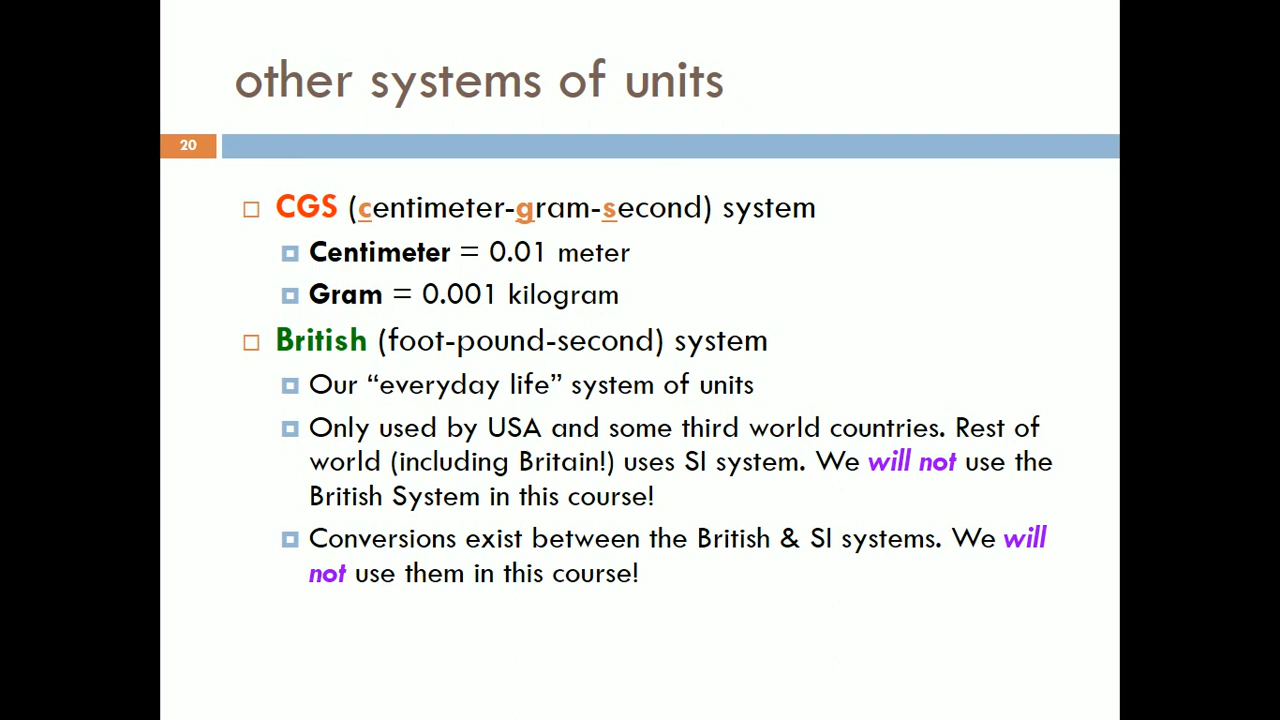 other systems of units
20
CGS (centimeter-gram-second) system
Centimeter = 0.01 meter
Gram = 0.001 kilogram
British (foot-pound-second) system
Our “everyday life” system of units
Only used by USA and some third world countries. Rest of
world (including Britain!) uses SI system. We will not use the
British System in this course!
Conversions exist between the British & SI systems. We will
not use them in this course!